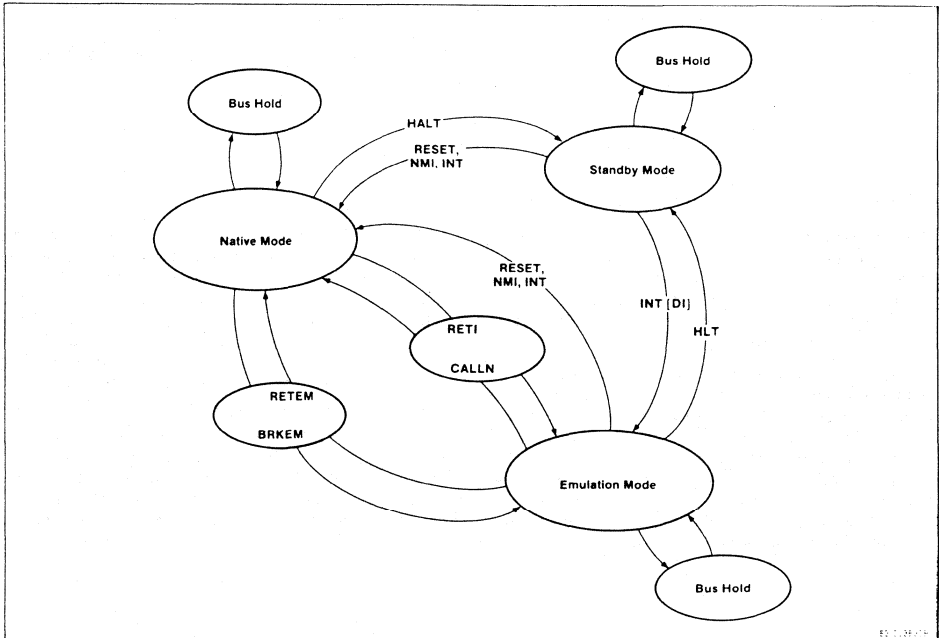 Bus Hold
Bus Hold
HALT
RESET,
NMI, INT
Standby Mode
Native Mode
RESET,
NMI, INT
INT [DI]
HLT
RETI
CALLN
RETEM
BRKEM
Emulation Mode
Bus Hold